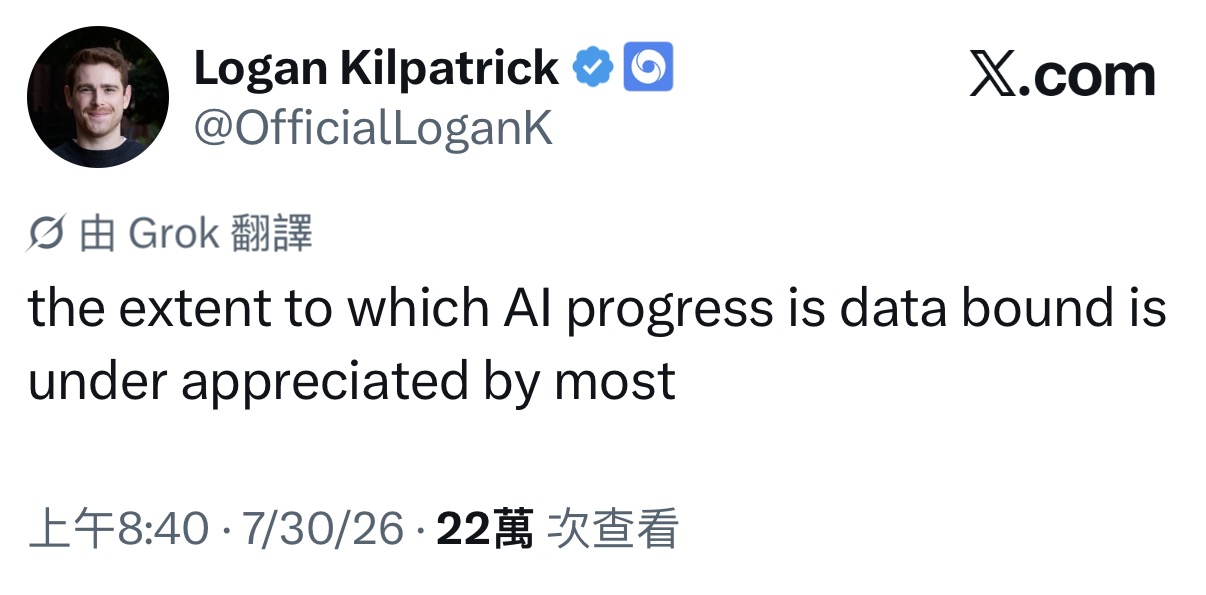 Logan Kilpatrick
X.com
@OfficialLoganK
由 Grok 翻譯
the extent to which AI progress is data bound is
under appreciated by most
上午8:40 · 7/30/26 · 22萬 次查看